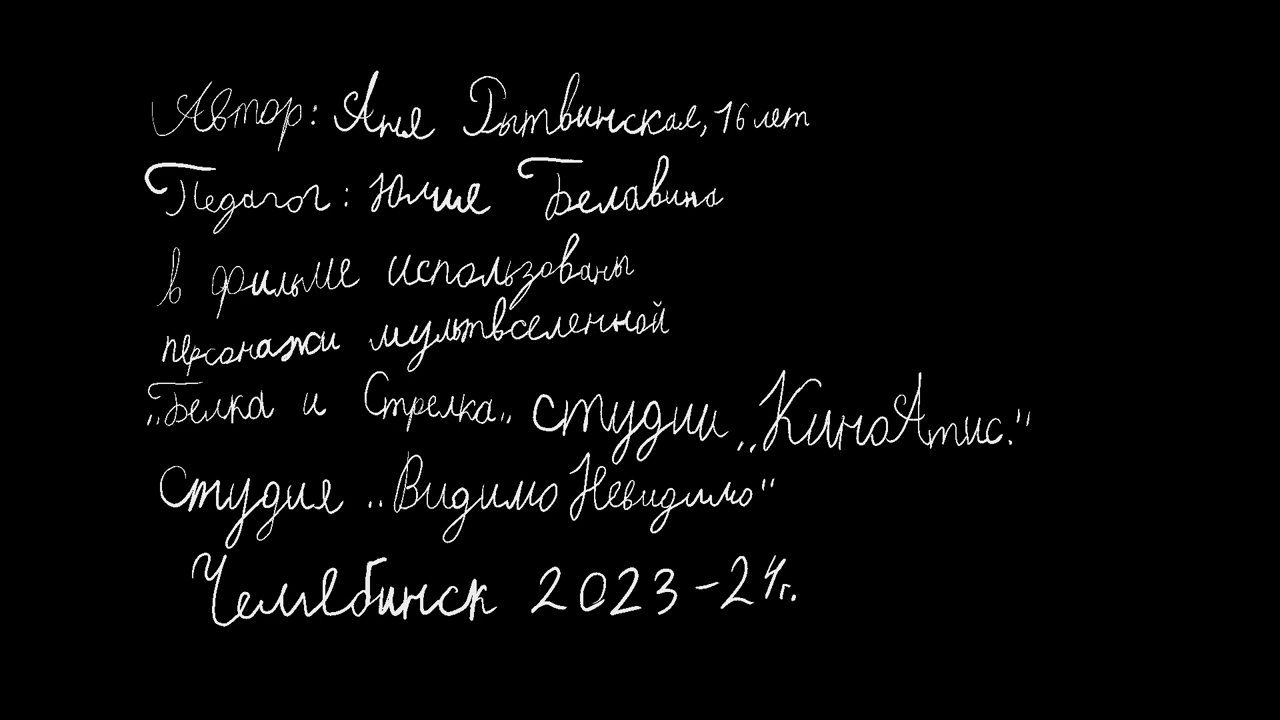 Автор: Аня Рытвинская, 16 лет
Педагог: Юлия Белавина
в фильме использованы
персонажи мультвселенной
„Белка и Стрелка„ студии „КиноАтис."
Студия „Видимо Невидимо"
Челябинск 2023-24г.